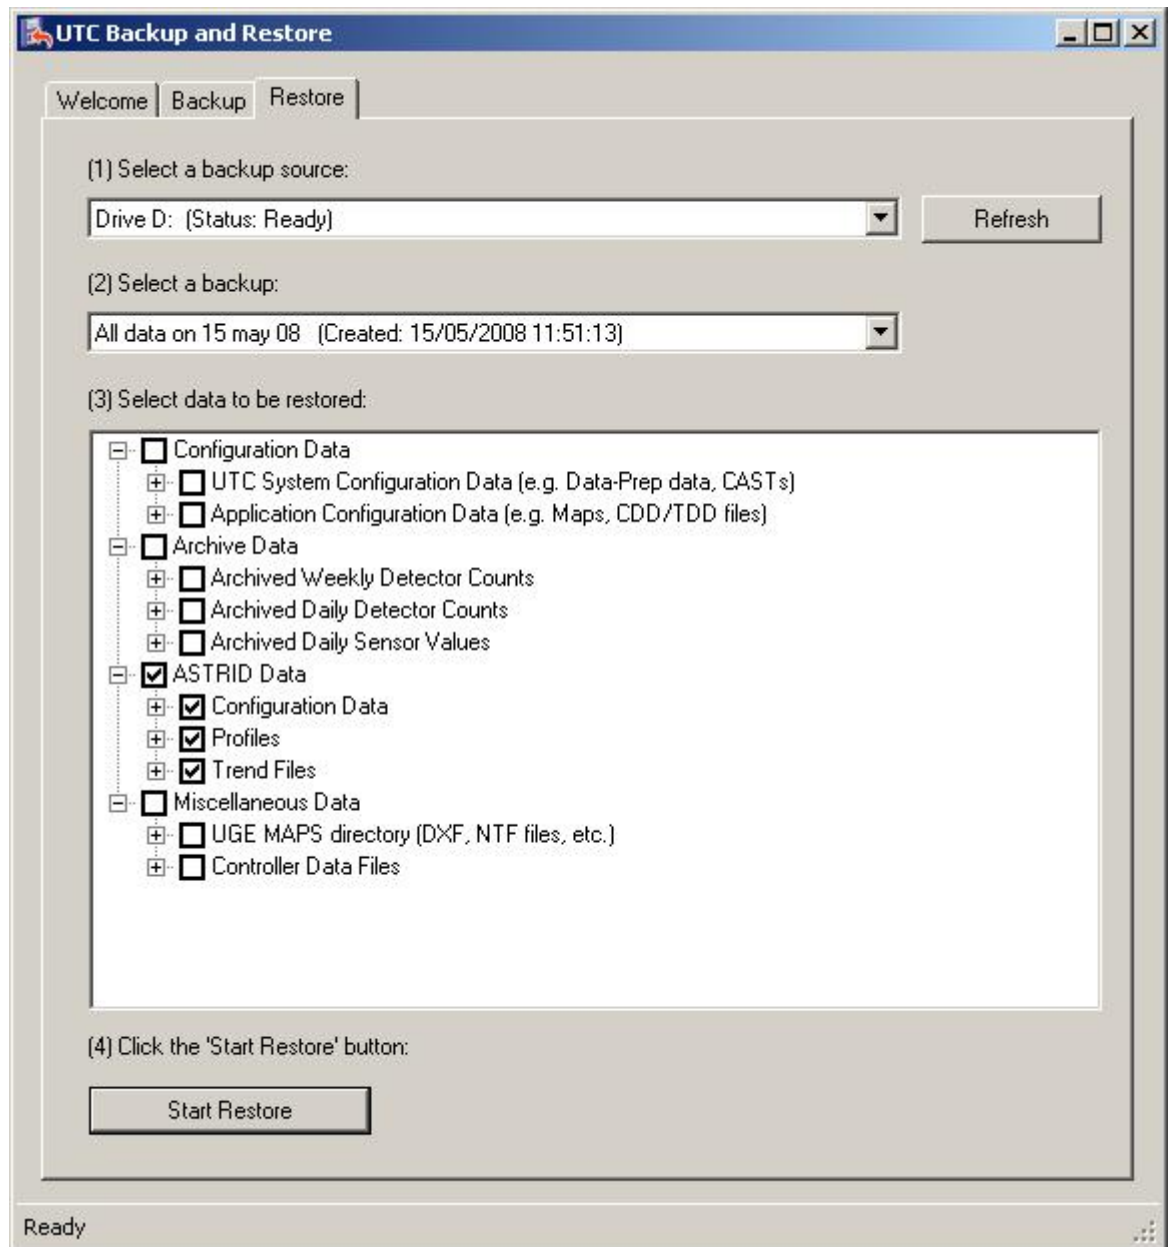 UTC Backup and Restore
Welcome Backup Restore
(1) Select a backup source:
Drive D: (Status: Ready) Refresh
(2) Select a backup:
All data on 15 may 08 (Created: 15/05/2008 11:51:13)
(3) Select data to be restored:
Configuration Data
UTC System Configuration Data (e.g. Data-Prep data, CASTs)
Application Configuration Data (e.g. Maps, CDD/TDD files)
Archive Data
Archived Weekly Detector Counts
Archived Daily Detector Counts
Archived Daily Sensor Values
ASTRID Data
Configuration Data
Profiles
Trend Files
Miscellaneous Data
UGE MAPS directory (DXF, NTF files, etc.)
Controller Data Files
(4) Click the 'Start Restore' button:
Start Restore
Ready